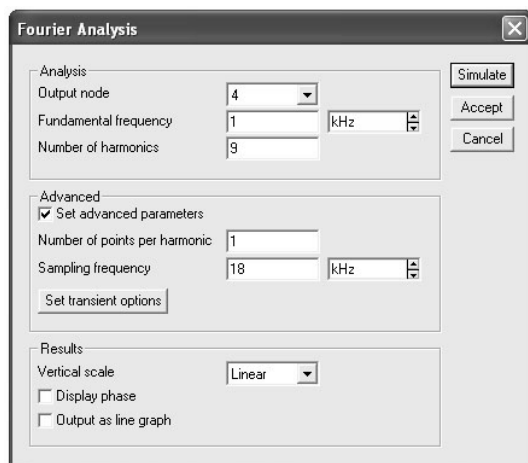 Fourier Analysis
Analysis
Output node 4
Fundamental frequency 1 kHz
Number of harmonics 9
Simulate
Accept
Cancel
Advanced
Set advanced parameters
Number of points per harmonic 1
Sampling frequency 18 kHz
Set transient options
Results
Vertical scale Linear
Display phase
Output as line graph